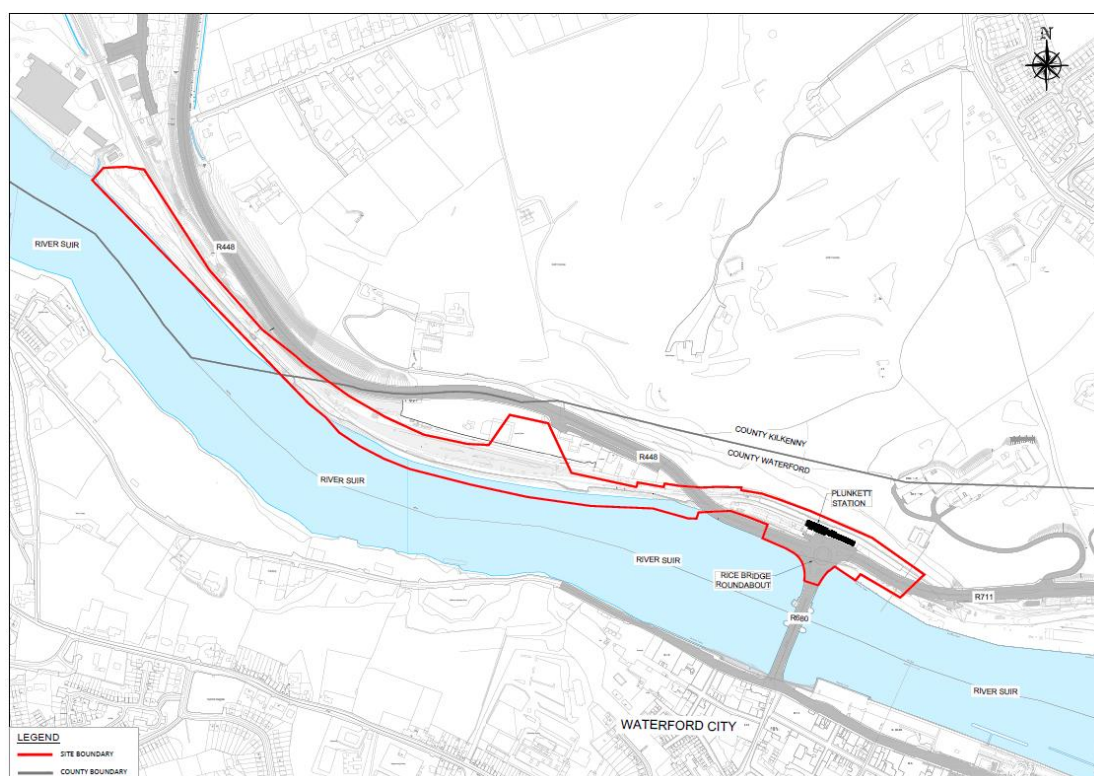 N
RIVER SUIR
R448
COUNTY KILKENNY
COUNTY WATERFORD
R448
RIVER SUIR
PLUNKETT
STATION
RIVER SUIR
RICE BRIDGE
ROUNDABOUT
R711
R680
RIVER SUIR
WATERFORD CITY
LEGEND
SITE BOUNDARY
COUNTY BOUNDARY